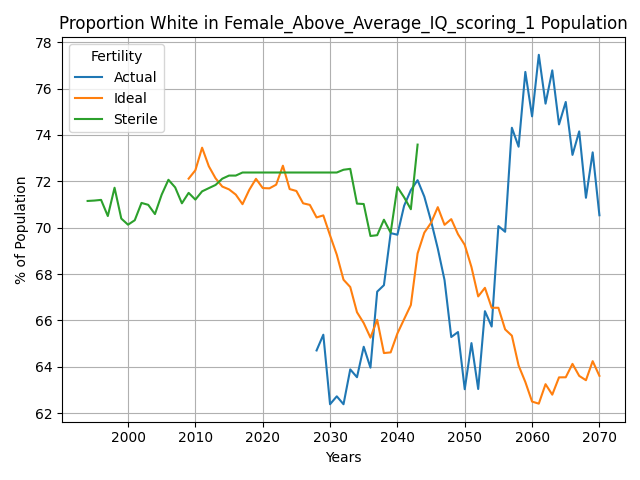 Proportion White in Female_Above_Average_IQ_scoring_1 Population
78
76
74
72
70
68
66
64
62
% of Population
Fertility
Actual
Ideal
Sterile
2000 2010 2020 2030 2040 2050 2060 2070
Years